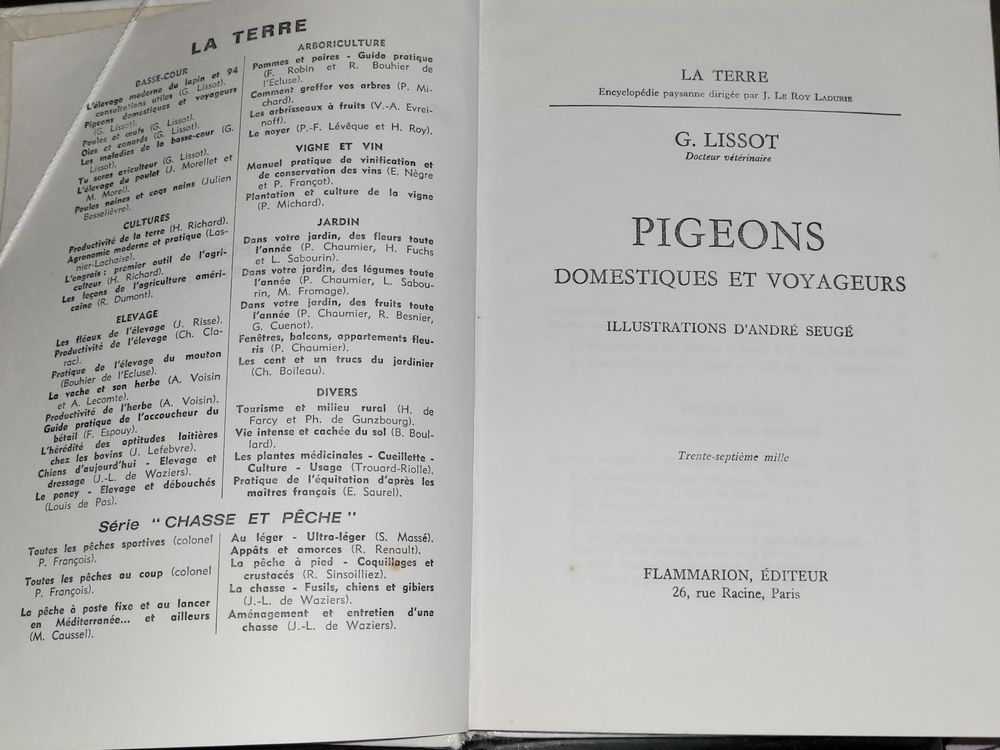 LA TERRE
BASSE-COUR
L'élevage moderne du lapin et 94
consultations utiles (G. Lissot).
Pigeons domestiques et voyageurs
(G. Lissot).
Poules et œufs (G. Lissot).
Oies et canards (G. Lissot).
Les maladies de la basse-cour (G.
Lissot).
Tu seras aviculteur (G. Lissot).
L'élevage du poulet (J. Morellet et
M. Morel).
Poules naines et coqs nains (Julien
Besselièvre).
CULTURES
Productivité de la terre (H. Richard).
Agronomie moderne et pratique (Las-
nier-Lachaise).
L'engrais : premier outil de l'agri-
culteur (H. Richard).
Les leçons de l'agriculture améri-
caine (R. Dumont).
ELEVAGE
Les fléaux de l'élevage (J. Risse).
Productivité de l'élevage (Ch. Cla-
rac).
Pratique de l'élevage du mouton
(Bouhier de l'Ecluse).
La vache et son herbe (A. Voisin
et A. Lecomte).
Productivité de l'herbe (A. Voisin).
Guide pratique de l'accoucheur du
bétail (F. Espouy).
L'hérédité des aptitudes laitières
chez les bovins (J. Lefebvre).
Chiens d'aujourd'hui - Elevage et
dressage (J.-L. de Waziers).
Le poney - Elevage et débouchés
(Louis de Pas).
ARBORICULTURE
Pommes et poires - Guide pratique
(F. Robin et R. Bouhier de
l'Ecluse).
Comment greffer vos arbres (P. Mi-
chard).
Les arbrisseaux à fruits (V.-A. Evrei-
noff).
Le noyer (P.-F. Lévêque et H. Roy).
VIGNE ET VIN
Manuel pratique de vinification et
de conservation des vins (E. Nègre
et P. Françot).
Plantation et culture de la vigne
(P. Michard).
JARDIN
Dans votre jardin, des fleurs toute
l'année (P. Chaumier, H. Fuchs
et L. Sabourin).
Dans votre jardin, des légumes toute
l'année (P. Chaumier, L. Sabou-
rin, M. Fromage).
Dans votre jardin, des fruits toute
l'année (P. Chaumier, R. Besnier,
G. Cuenot).
Fenêtres, balcons, appartements fleu-
ris (P. Chaumier).
Les cent et un trucs du jardinier
(Ch. Boileau).
DIVERS
Tourisme et milieu rural (H. de
Farcy et Ph. de Gunzbourg).
Vie intense et cachée du sol (B. Boul-
lard).
Les plantes médicinales - Cueillette -
Culture - Usage (Trouard-Riolle).
Pratique de l'équitation d'après les
maîtres français (E. Saurel).
Série "CHASSE ET PÊCHE"
Toutes les pêches sportives (colonel
P. François).
Toutes les pêches au coup (colonel
P. François).
La pêche à poste fixe et au lancer
en Méditerranée... et ailleurs
(M. Caussel).
Au léger - Ultra-léger (S. Massé).
Appâts et amorces (R. Renault).
La pêche à pied - Coquillages et
crustacés (R. Sinsoilliez).
La chasse - Fusils, chiens et gibiers
(J.-L. de Waziers).
Aménagement et entretien d'une
chasse (J.-L. de Waziers).
LA TERRE
Encyclopédie paysanne dirigée par J. LE ROY LADURIE
G. LISSOT
Docteur vétérinaire
PIGEONS
DOMESTIQUES ET VOYAGEURS
ILLUSTRATIONS D'ANDRÉ SEUGÉ
Trente-septième mille
FLAMMARION, ÉDITEUR
26, rue Racine, Paris